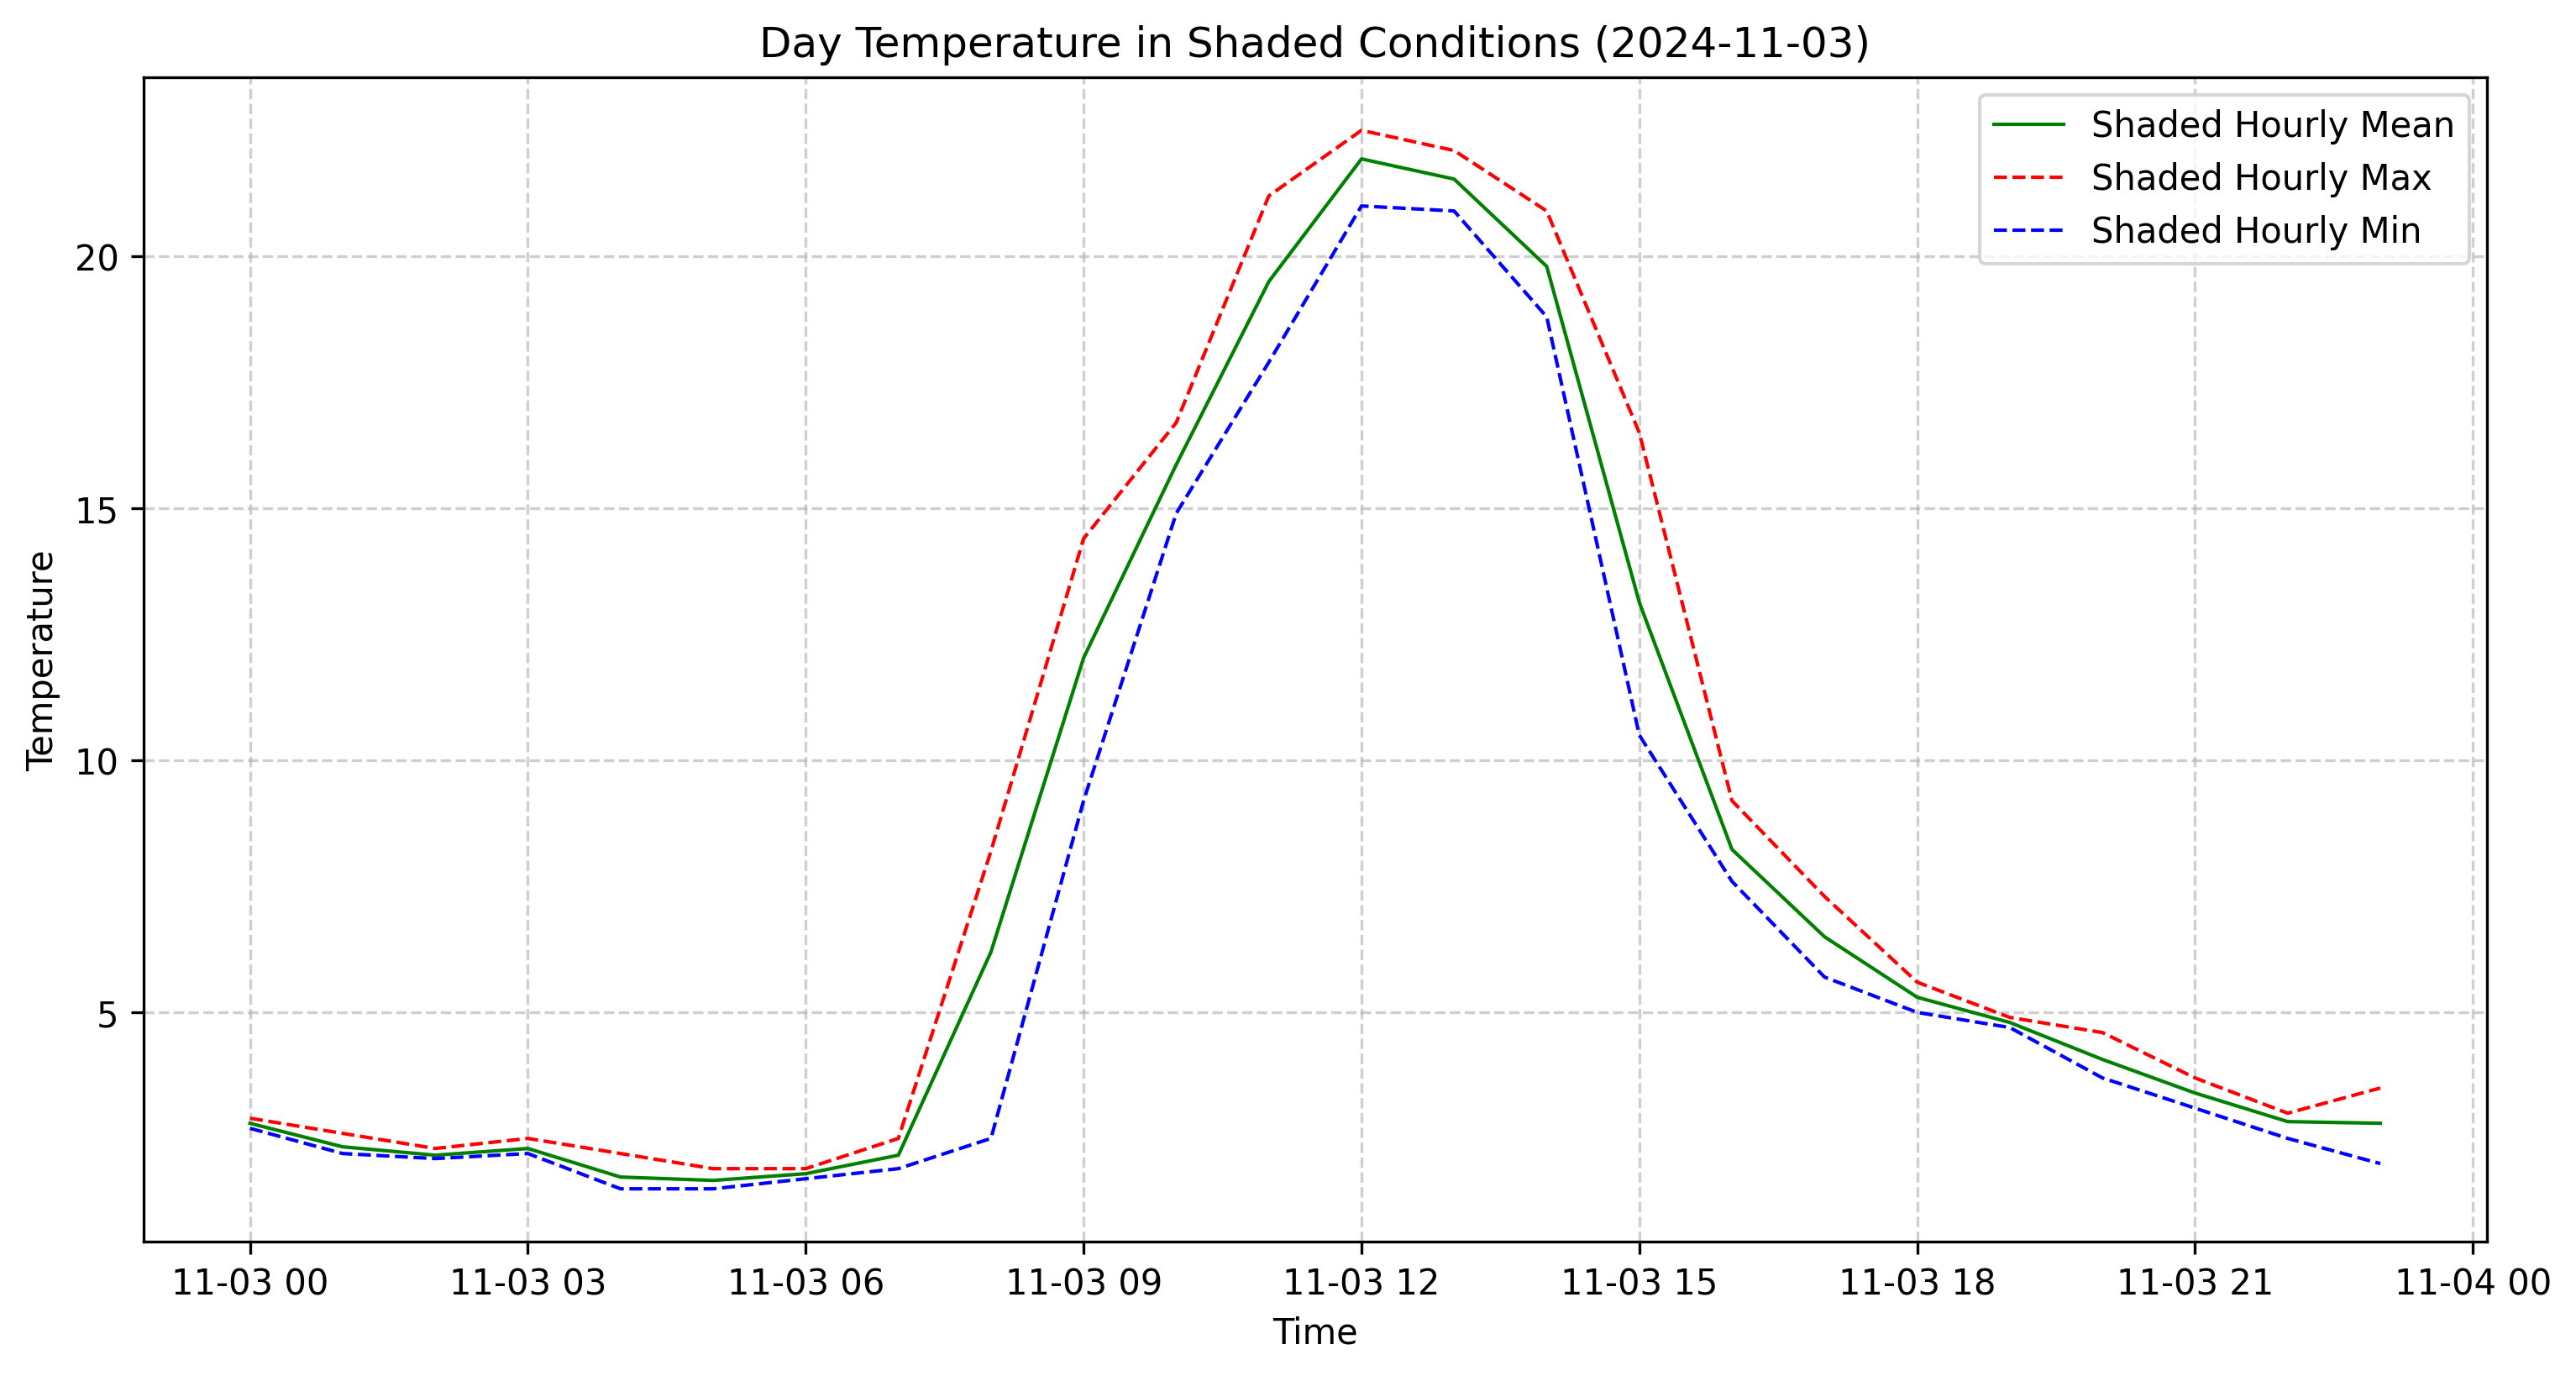 Day Temperature in Shaded Conditions (2024-11-03)
Shaded Hourly Mean
Shaded Hourly Max
Shaded Hourly Min
20
15
10
5
Temperature
11-03 00
11-03 03
11-03 06
11-03 09
11-03 12
11-03 15
11-03 18
11-03 21
11-04 00
Time